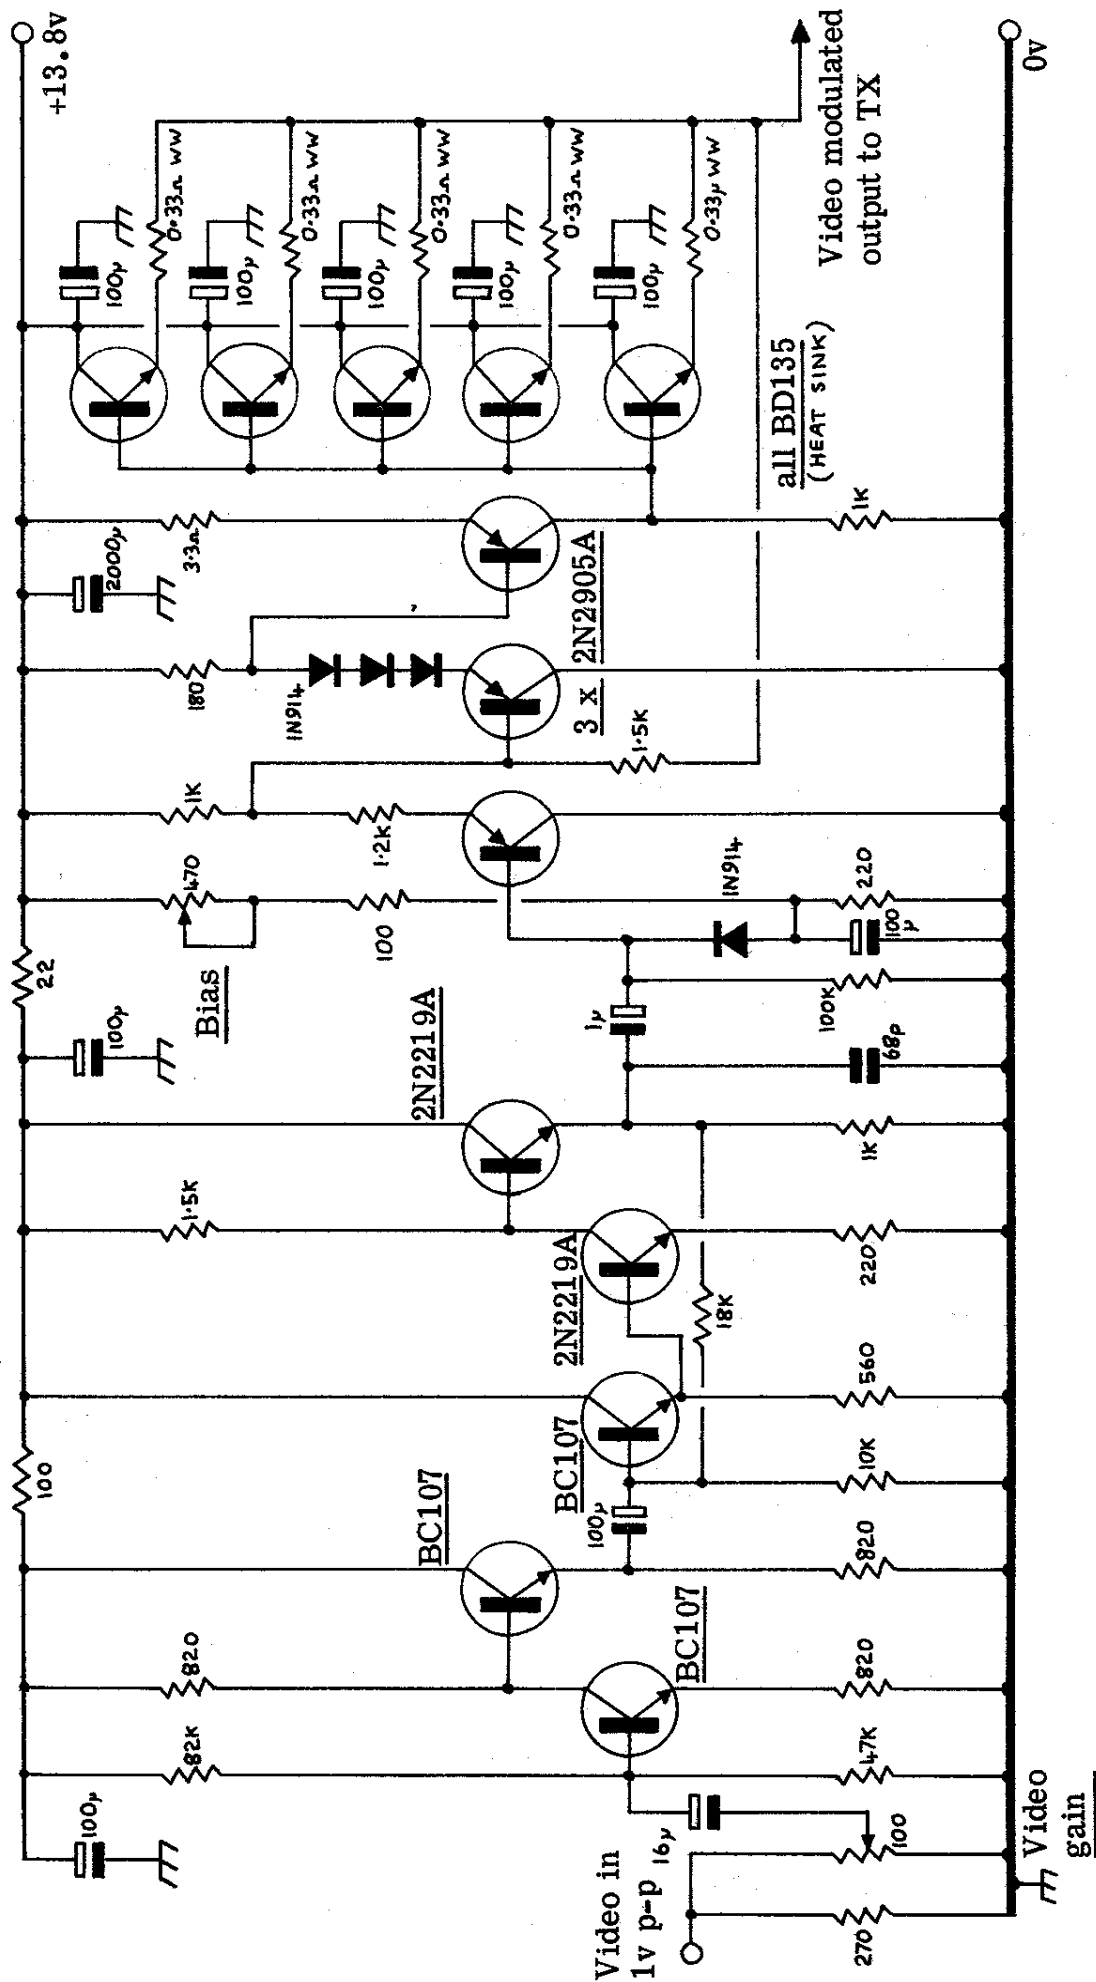 +13.8v
100
22
100µ
82K
820
1.5K
100µ
Bias
470
1K
180
1N914
2000µ
3·3Ω
100µ
0·33Ω WW
100µ
0·33Ω WW
100µ
0·33Ω WW
100µ
0·33Ω WW
100µ
0·33µ WW
100
1·2K
BC107
2N2219A
3 x 2N2905A
BC107
2N2219A
100µ
1µ
1·5K
BC107
18K
1N914
all BD135
(HEAT SINK)
Video modulated
output to TX
Video in
1v p-p
16µ
270
100
47K
820
820
10K
560
220
1K
68p
100K
100µ
220
1K
Video
gain
0v